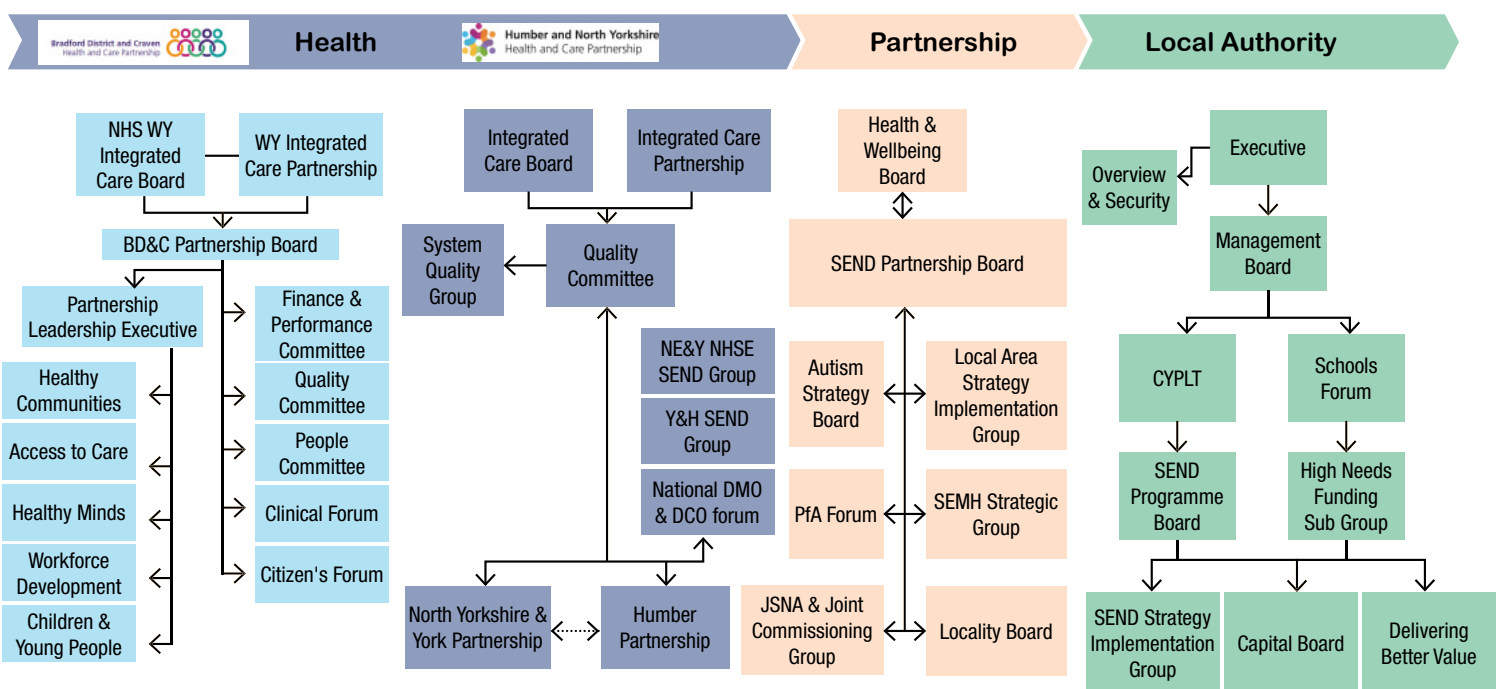 Bradford District and Craven
Health and Care Partnership
Health
Humber and North Yorkshire
Health and Care Partnership
Partnership
Local Authority
NHS WY
Integrated
Care Board
WY Integrated
Care Partnership
BD&C Partnership Board
Partnership
Leadership Executive
Healthy
Communities
Access to Care
Healthy Minds
Workforce
Development
Children &
Young People
Finance &
Performance
Committee
Quality
Committee
People
Committee
Clinical Forum
Citizen's Forum
Integrated
Care Board
Integrated Care
Partnership
System
Quality
Group
Quality
Committee
NE&Y NHSE
SEND Group
Y&H SEND
Group
National DMO
& DCO forum
North Yorkshire &
York Partnership
Humber
Partnership
Health &
Wellbeing
Board
SEND Partnership Board
Autism
Strategy
Board
Local Area
Strategy
Implementation
Group
PfA Forum
SEMH Strategic
Group
JSNA & Joint
Commissioning
Group
Locality Board
Executive
Overview
& Security
Management
Board
CYPLT
Schools
Forum
SEND
Programme
Board
High Needs
Funding
Sub Group
SEND Strategy
Implementation
Group
Capital Board
Delivering
Better Value